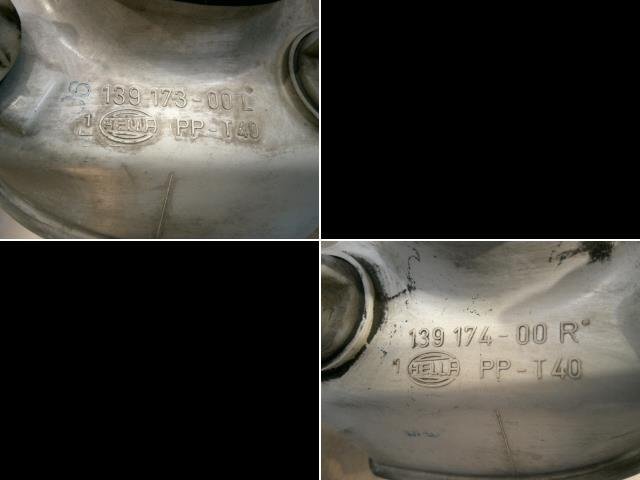 139 173-00 L
1 HELLA PP-T40
139 174-00 R
1 HELLA PP-T40